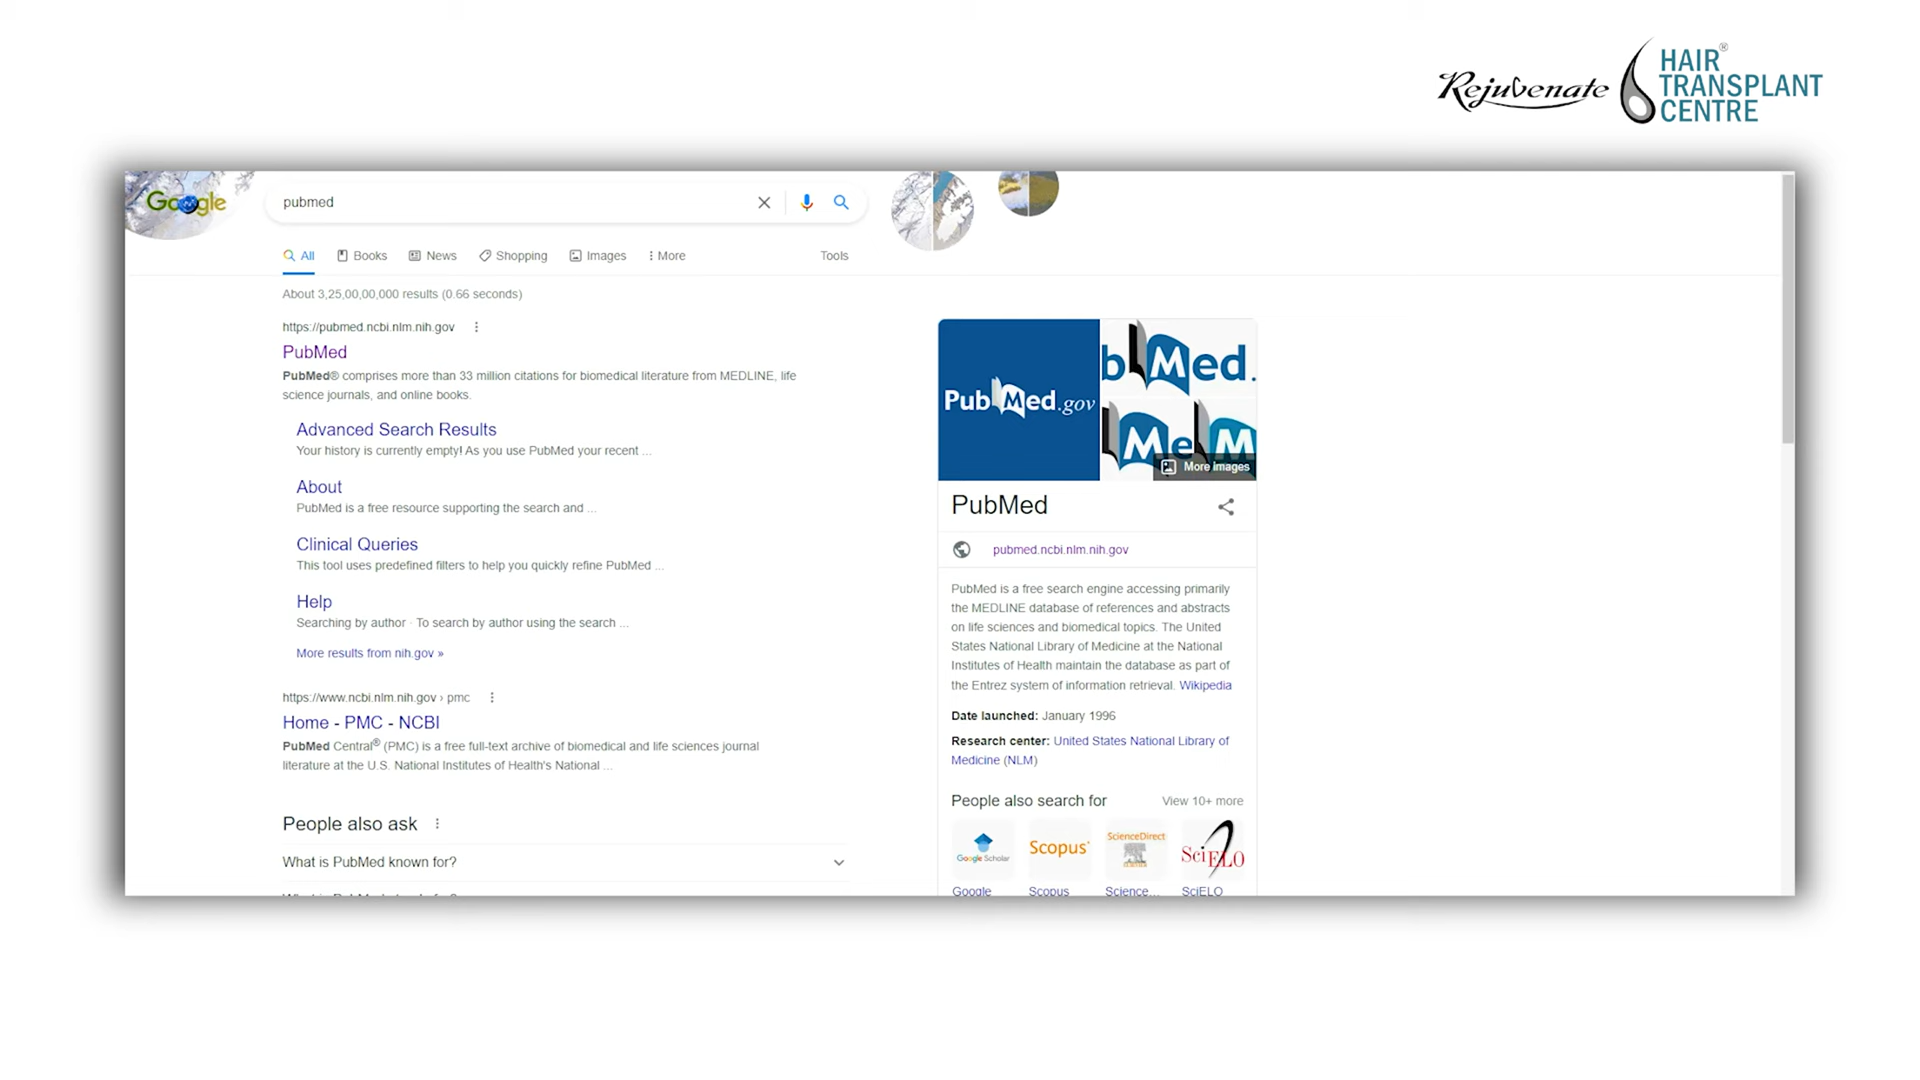 Rejuvenate
HAIR®
TRANSPLANT
CENTRE
Google
pubmed
All
Books
News
Shopping
Images
More
Tools
About 3,25,00,00,000 results (0.66 seconds)
https://pubmed.ncbi.nlm.nih.gov
PubMed
PubMed® comprises more than 33 million citations for biomedical literature from MEDLINE, life
science journals, and online books.
Advanced Search Results
Your history is currently empty! As you use PubMed your recent ...
About
PubMed is a free resource supporting the search and ...
Clinical Queries
This tool uses predefined filters to help you quickly refine PubMed ...
Help
Searching by author · To search by author using the search ...
More results from nih.gov »
https://www.ncbi.nlm.nih.gov › pmc
Home - PMC - NCBI
PubMed Central® (PMC) is a free full-text archive of biomedical and life sciences journal
literature at the U.S. National Institutes of Health's National ...
People also ask
What is PubMed known for?
PubMed.gov
bMed.
Me
M
More images
PubMed
pubmed.ncbi.nlm.nih.gov
PubMed is a free search engine accessing primarily
the MEDLINE database of references and abstracts
on life sciences and biomedical topics. The United
States National Library of Medicine at the National
Institutes of Health maintain the database as part of
the Entrez system of information retrieval. Wikipedia
Date launched: January 1996
Research center: United States National Library of
Medicine (NLM)
People also search for
View 10+ more
Google Scholar
Scopus®
ScienceDirect
SciELO
Google
Scopus
Science...
SciELO